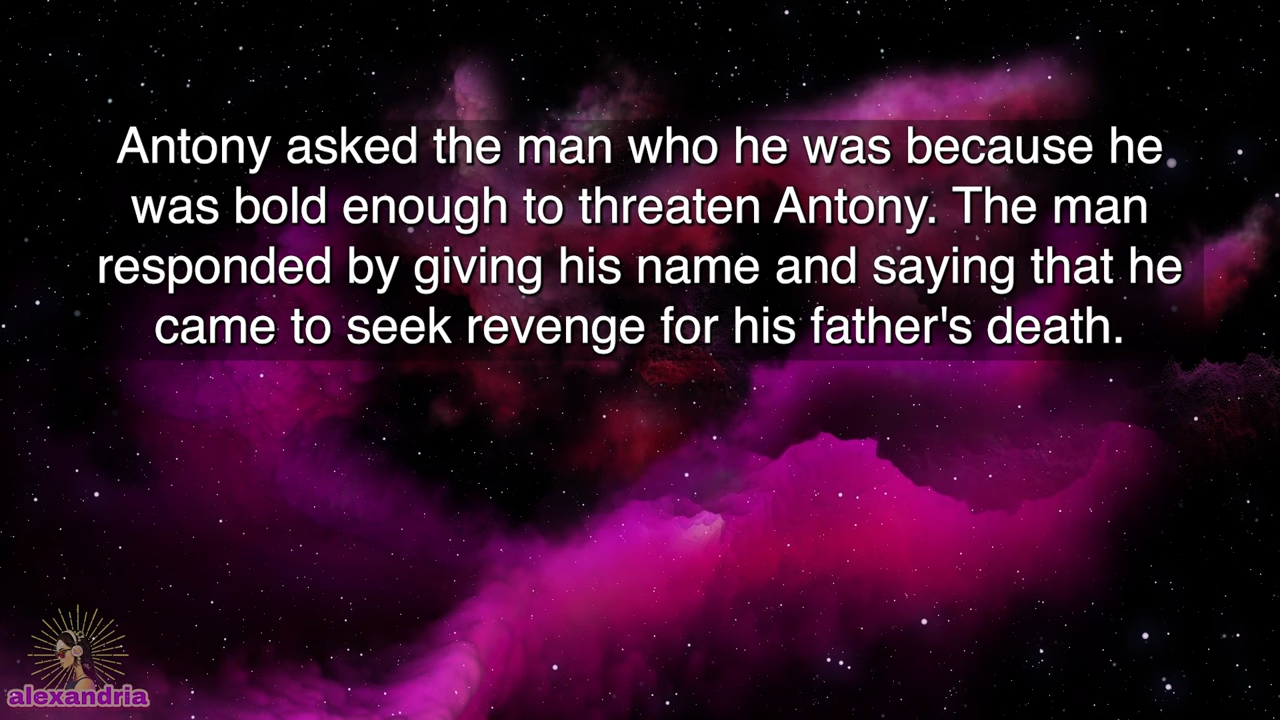 Antony asked the man who he was because he
was bold enough to threaten Antony. The man
responded by giving his name and saying that he
came to seek revenge for his father's death.
alexandria